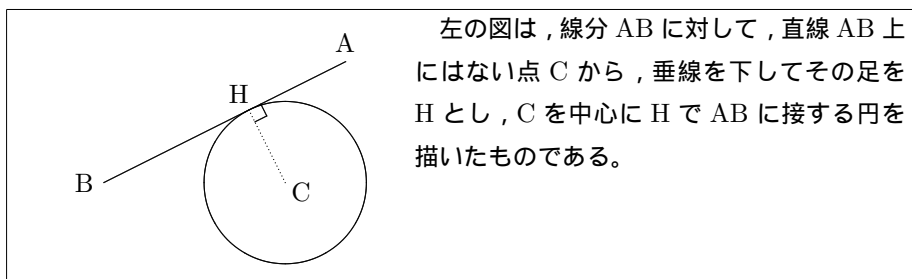 A
H
B
C
左の図は，線分 AB に対して，直線 AB 上
にはない点 C から，垂線を下してその足を
H とし，C を中心に H で AB に接する円を
描いたものである。